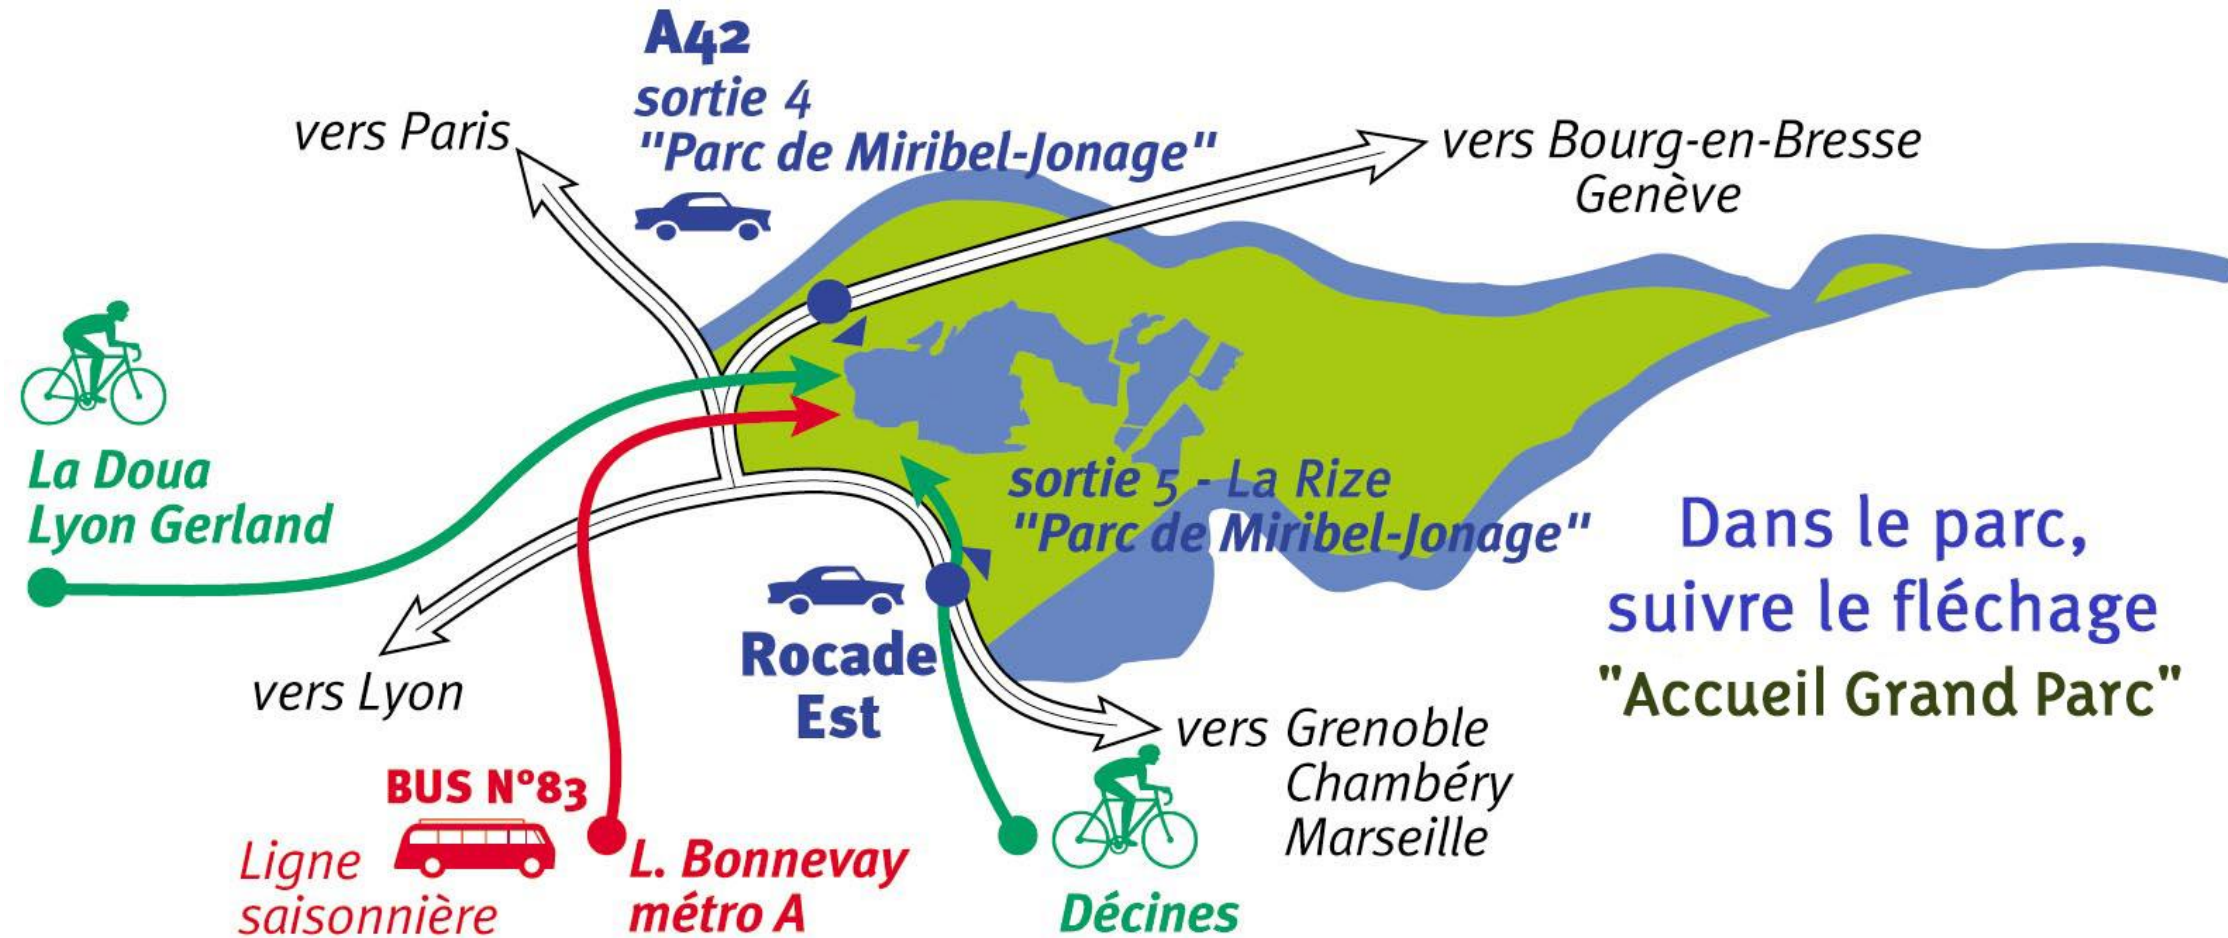 A42
sortie 4
"Parc de Miribel-Jonage"
vers Paris
vers Bourg-en-Bresse
Genève
La Doua
Lyon Gerland
sortie 5 - La Rize
"Parc de Miribel-Jonage"
Dans le parc,
suivre le fléchage
"Accueil Grand Parc"
Rocade
Est
vers Lyon
vers Grenoble
Chambéry
Marseille
BUS N°83
Ligne
saisonnière
L. Bonnevay
métro A
Décines